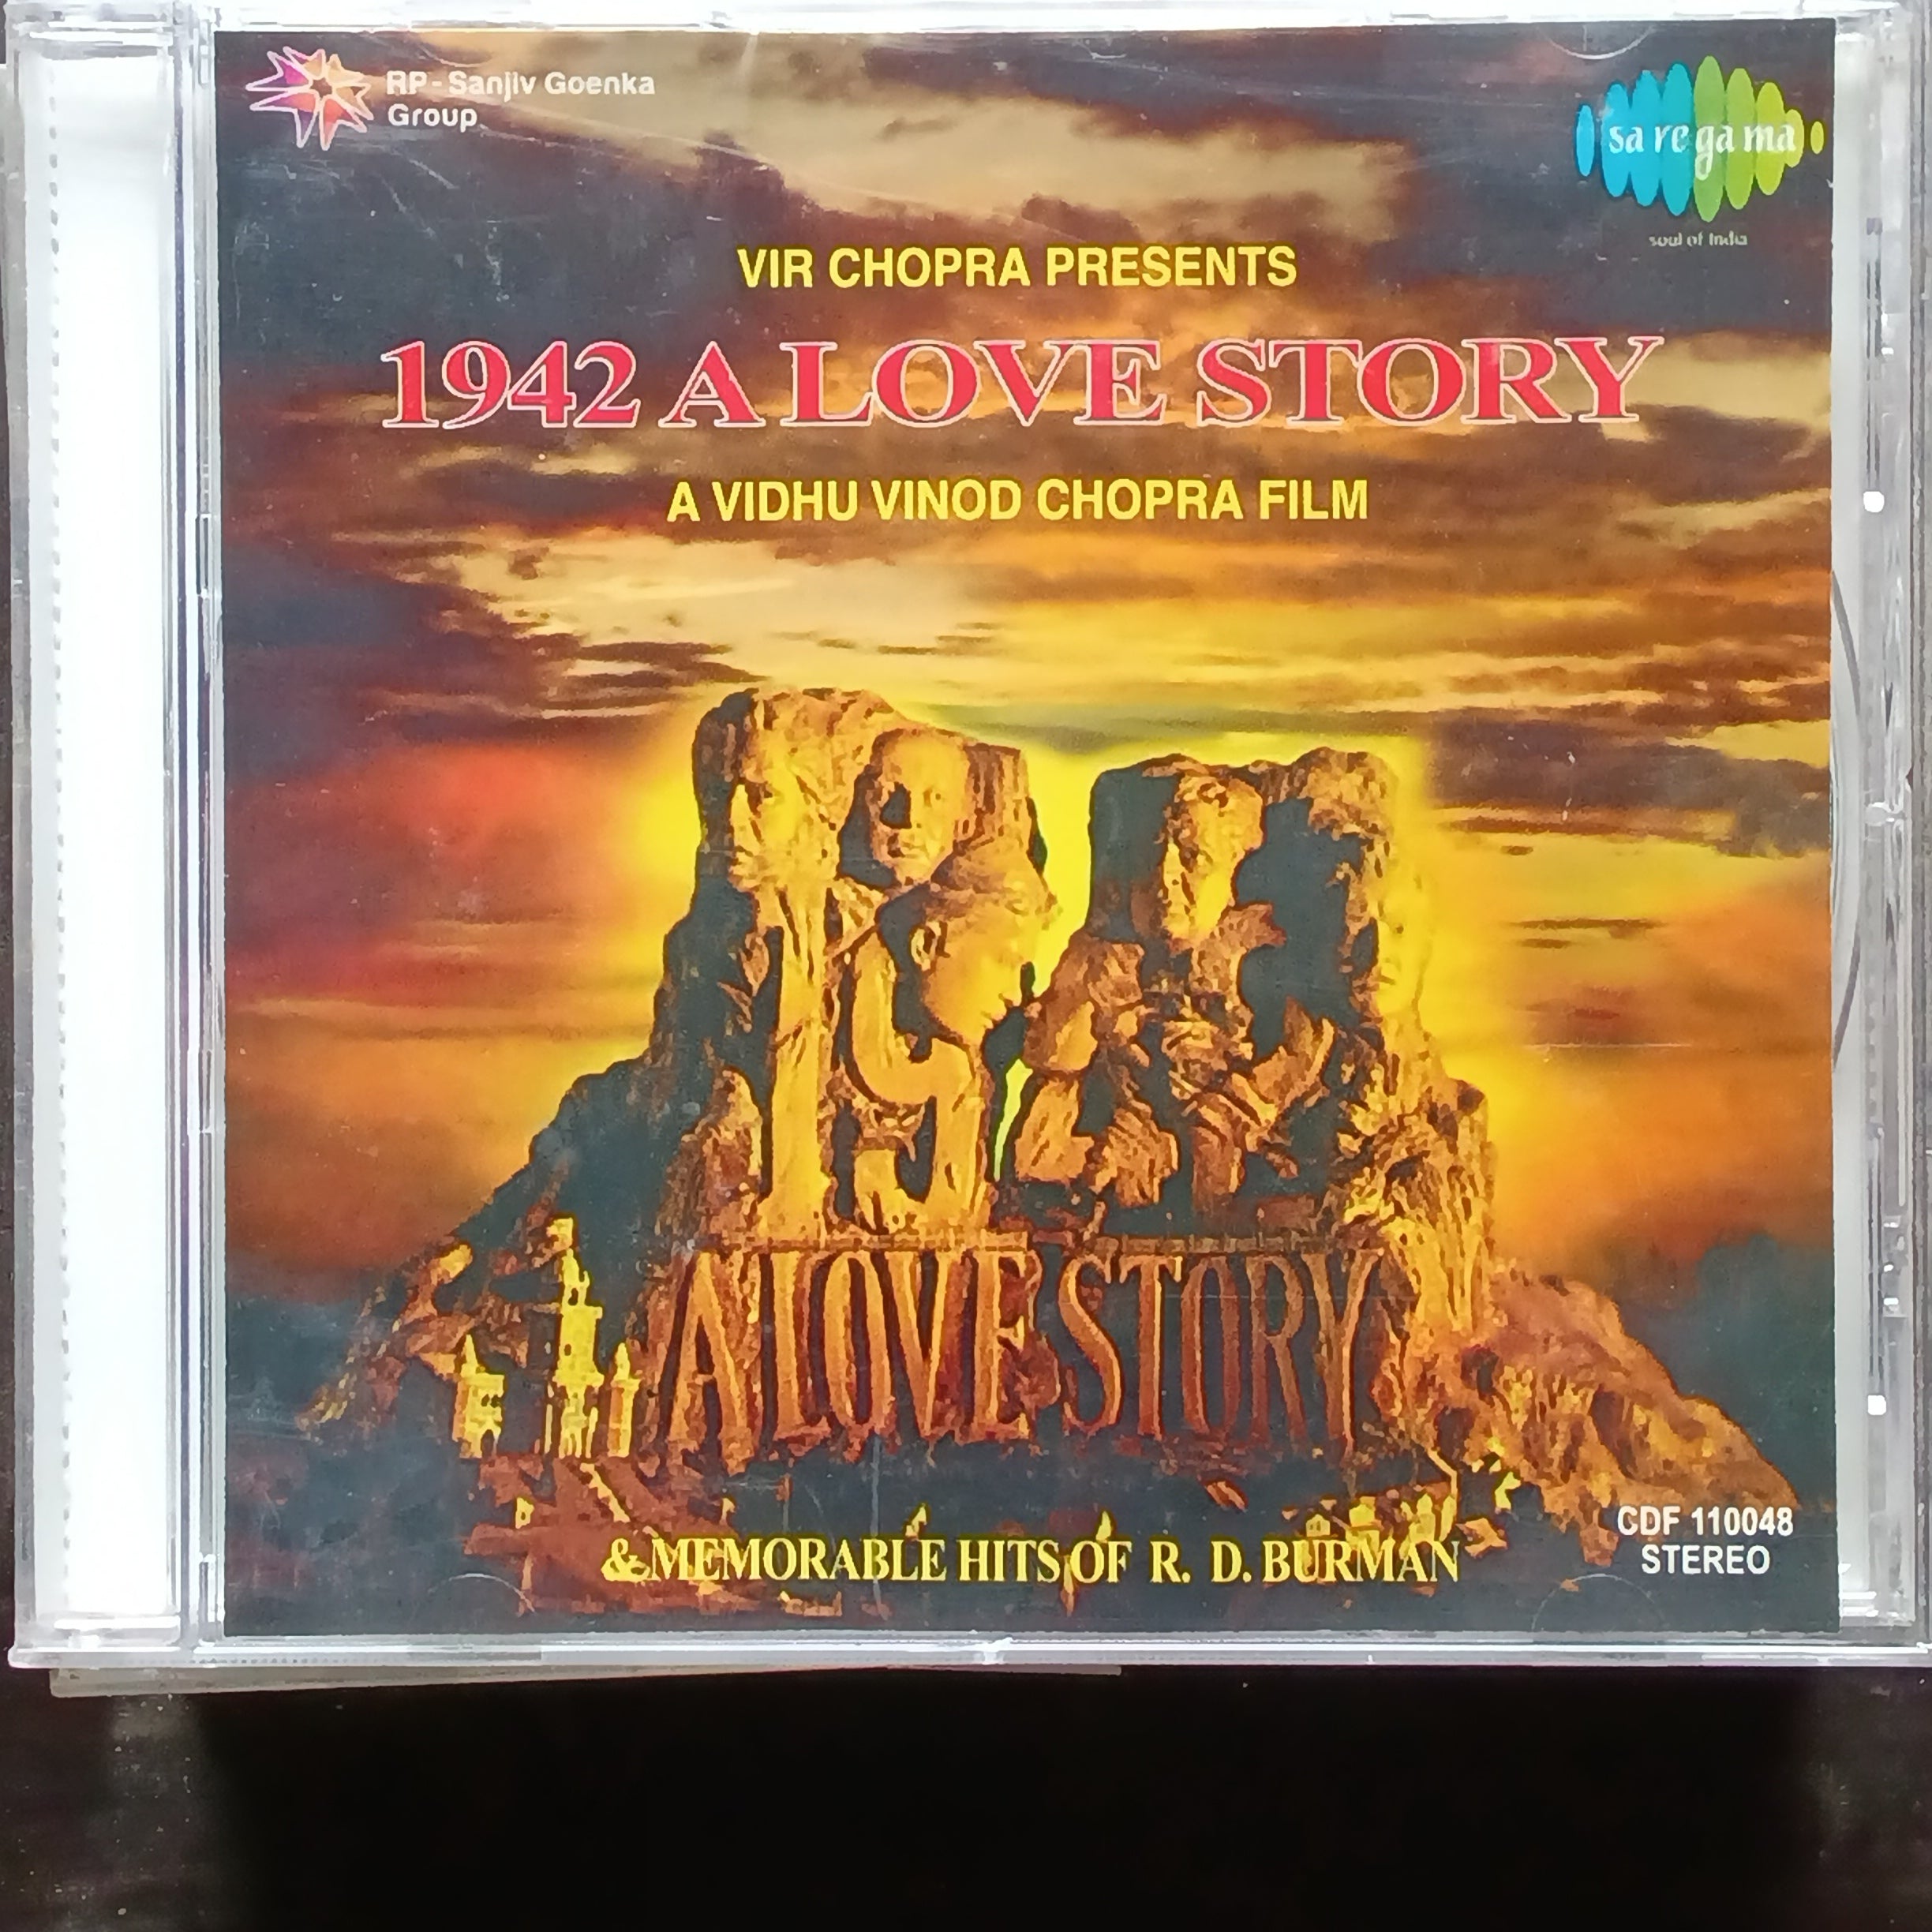 RP - Sanjiv Goenka
Group
sa re ga ma
soul of India
VIR CHOPRA PRESENTS
1942 A LOVE STORY
A VIDHU VINOD CHOPRA FILM
1942
A LOVE STORY
& MEMORABLE HITS OF R. D. BURMAN
CDF 110048
STEREO